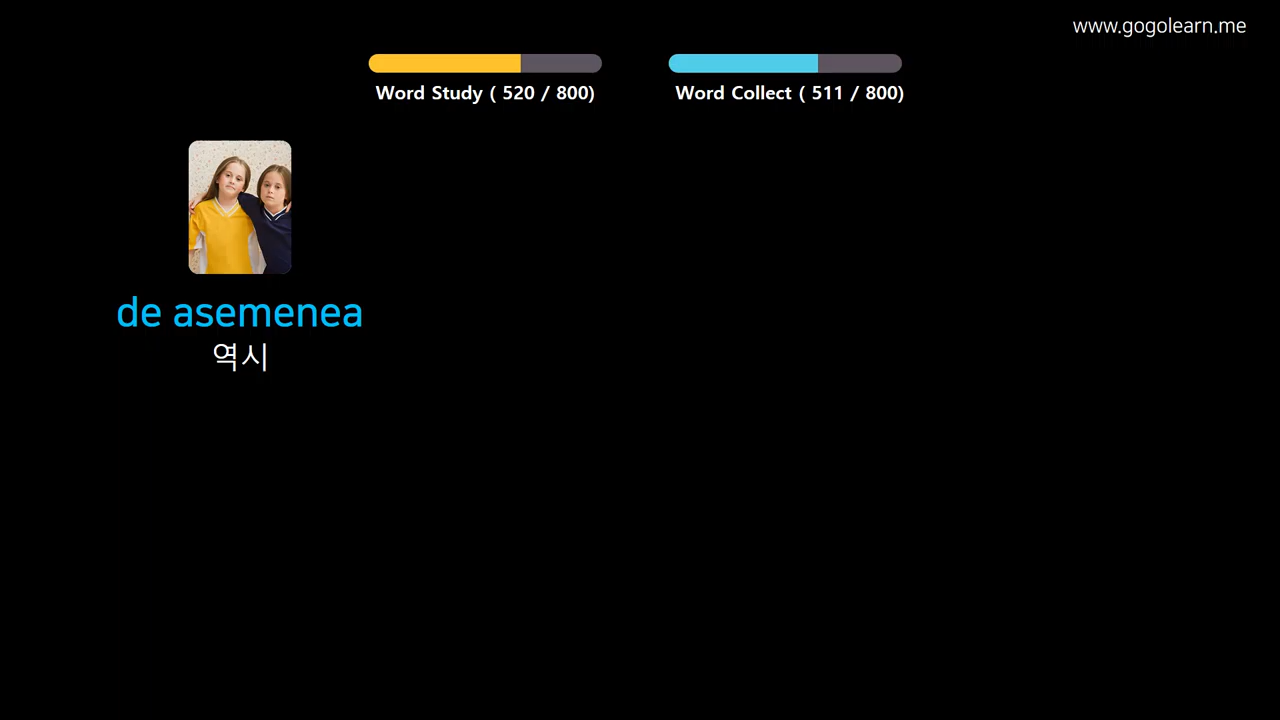 www.gogolearn.me
Word Study ( 520 / 800)
Word Collect ( 511 / 800)
de asemenea
역시